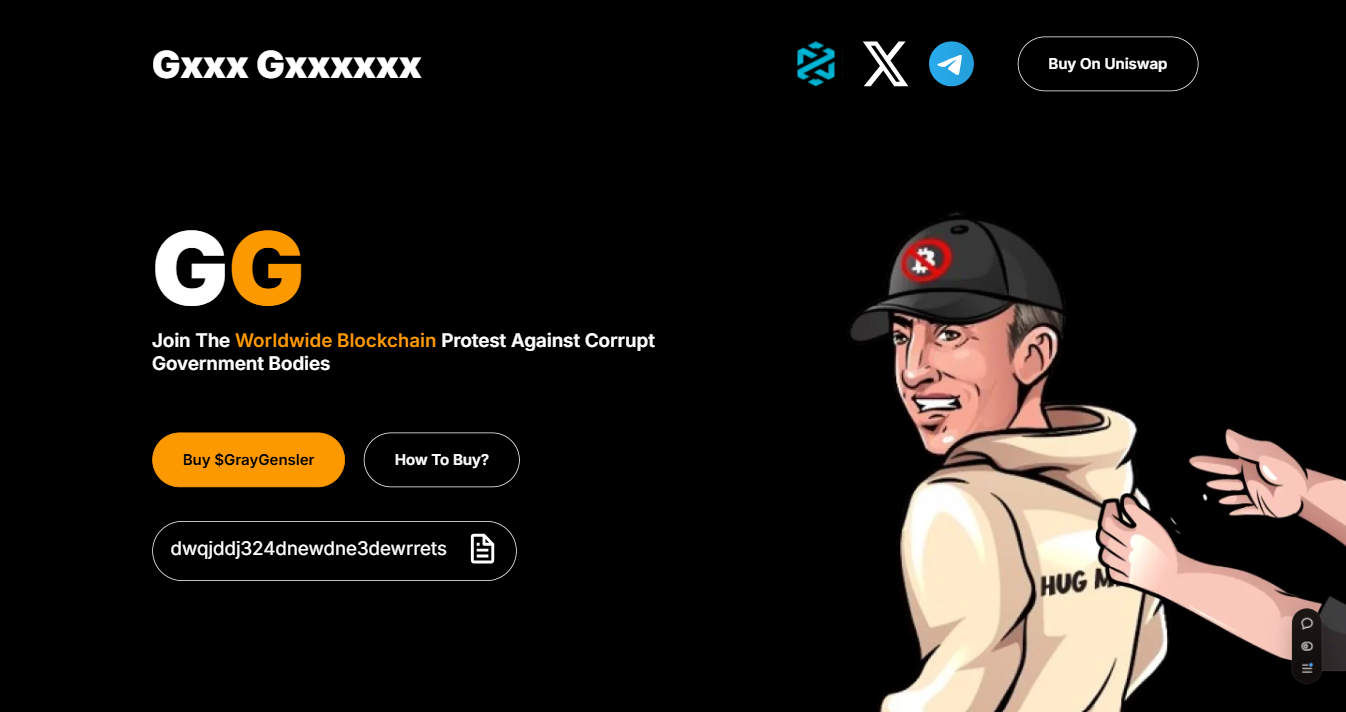 Gxxx Gxxxxxx
Buy On Uniswap
GG
Join The Worldwide Blockchain Protest Against Corrupt
Government Bodies
Buy $GrayGensler
How To Buy?
dwqjddj324dnewdne3dewrrets
HUG